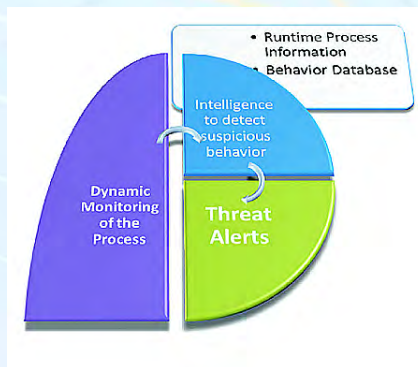 • Runtime Process
Information
• Behavior Database
Intelligence
to detect
suspicious
behavior
Dynamic
Monitoring
of the
Process
Threat
Alerts